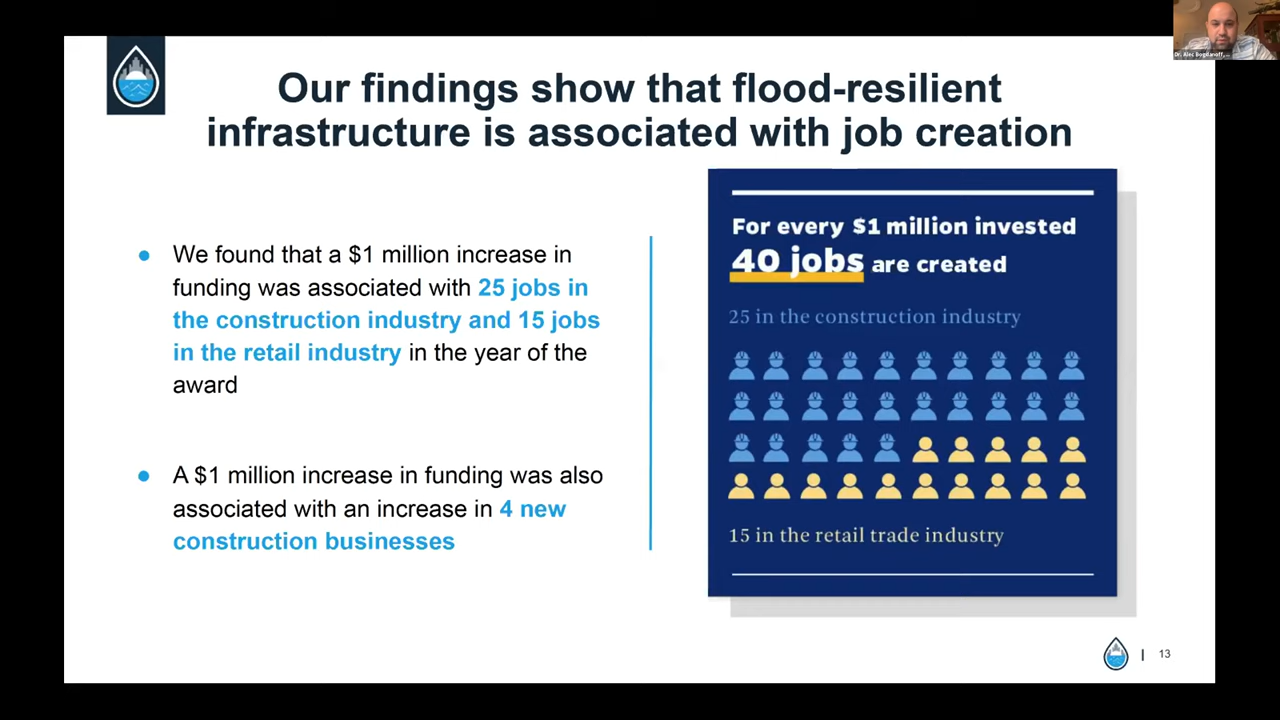 Our findings show that flood-resilient
infrastructure is associated with job creation
We found that a $1 million increase in
funding was associated with 25 jobs in
the construction industry and 15 jobs
in the retail industry in the year of the
award
A $1 million increase in funding was also
associated with an increase in 4 new
construction businesses
For every $1 million invested
40 jobs are created
25 in the construction industry
15 in the retail trade industry
| 13
Dr. Alec Bogdanoff,...